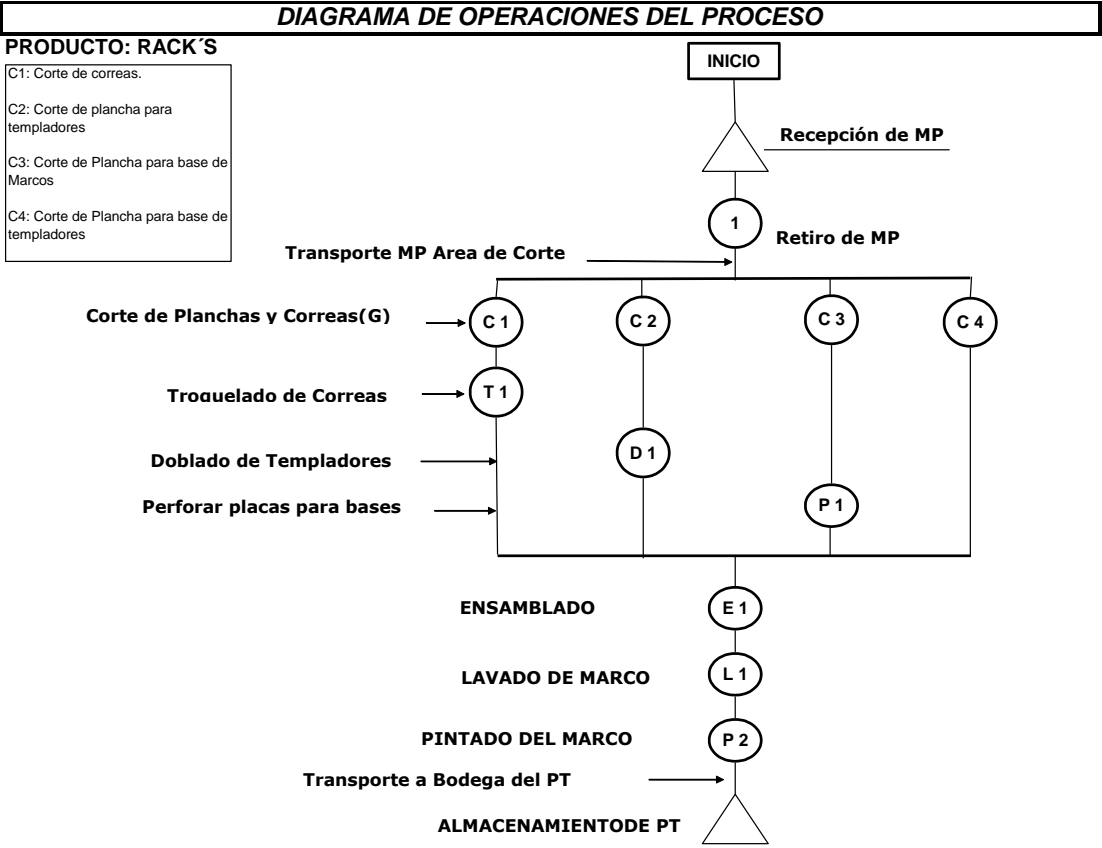 DIAGRAMA DE OPERACIONES DEL PROCESO
PRODUCTO: RACK´S
C1: Corte de correas.
C2: Corte de plancha para
templadores
C3: Corte de Plancha para base de
Marcos
C4: Corte de Plancha para base de
templadores
INICIO
Recepción de MP
1
Retiro de MP
Transporte MP Area de Corte
Corte de Planchas y Correas(G)
C 1
C 2
C 3
C 4
Troquelado de Correas
T 1
Doblado de Templadores
D 1
Perforar placas para bases
P 1
ENSAMBLADO
E 1
LAVADO DE MARCO
L 1
PINTADO DEL MARCO
P 2
Transporte a Bodega del PT
ALMACENAMIENTODE PT